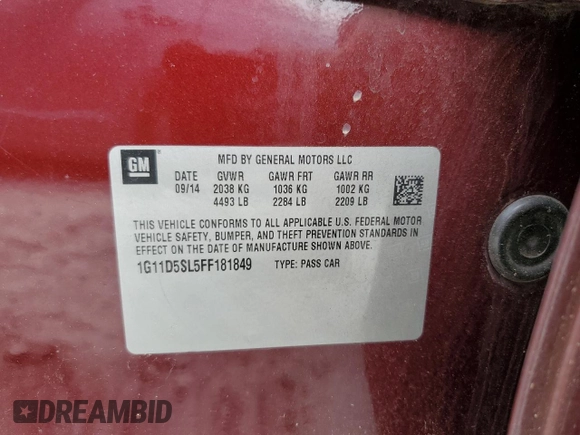 GM
MFD BY GENERAL MOTORS LLC
DATE GVWR GAWR FRT GAWR RR
09/14 2038 KG 1036 KG 1002 KG
4493 LB 2284 LB 2209 LB
THIS VEHICLE CONFORMS TO ALL APPLICABLE U.S. FEDERAL MOTOR
VEHICLE SAFETY, BUMPER, AND THEFT PREVENTION STANDARDS IN
EFFECT ON THE DATE OF MANUFACTURE SHOWN ABOVE.
1G11D5SL5FF181849 TYPE: PASS CAR
DREAMBID